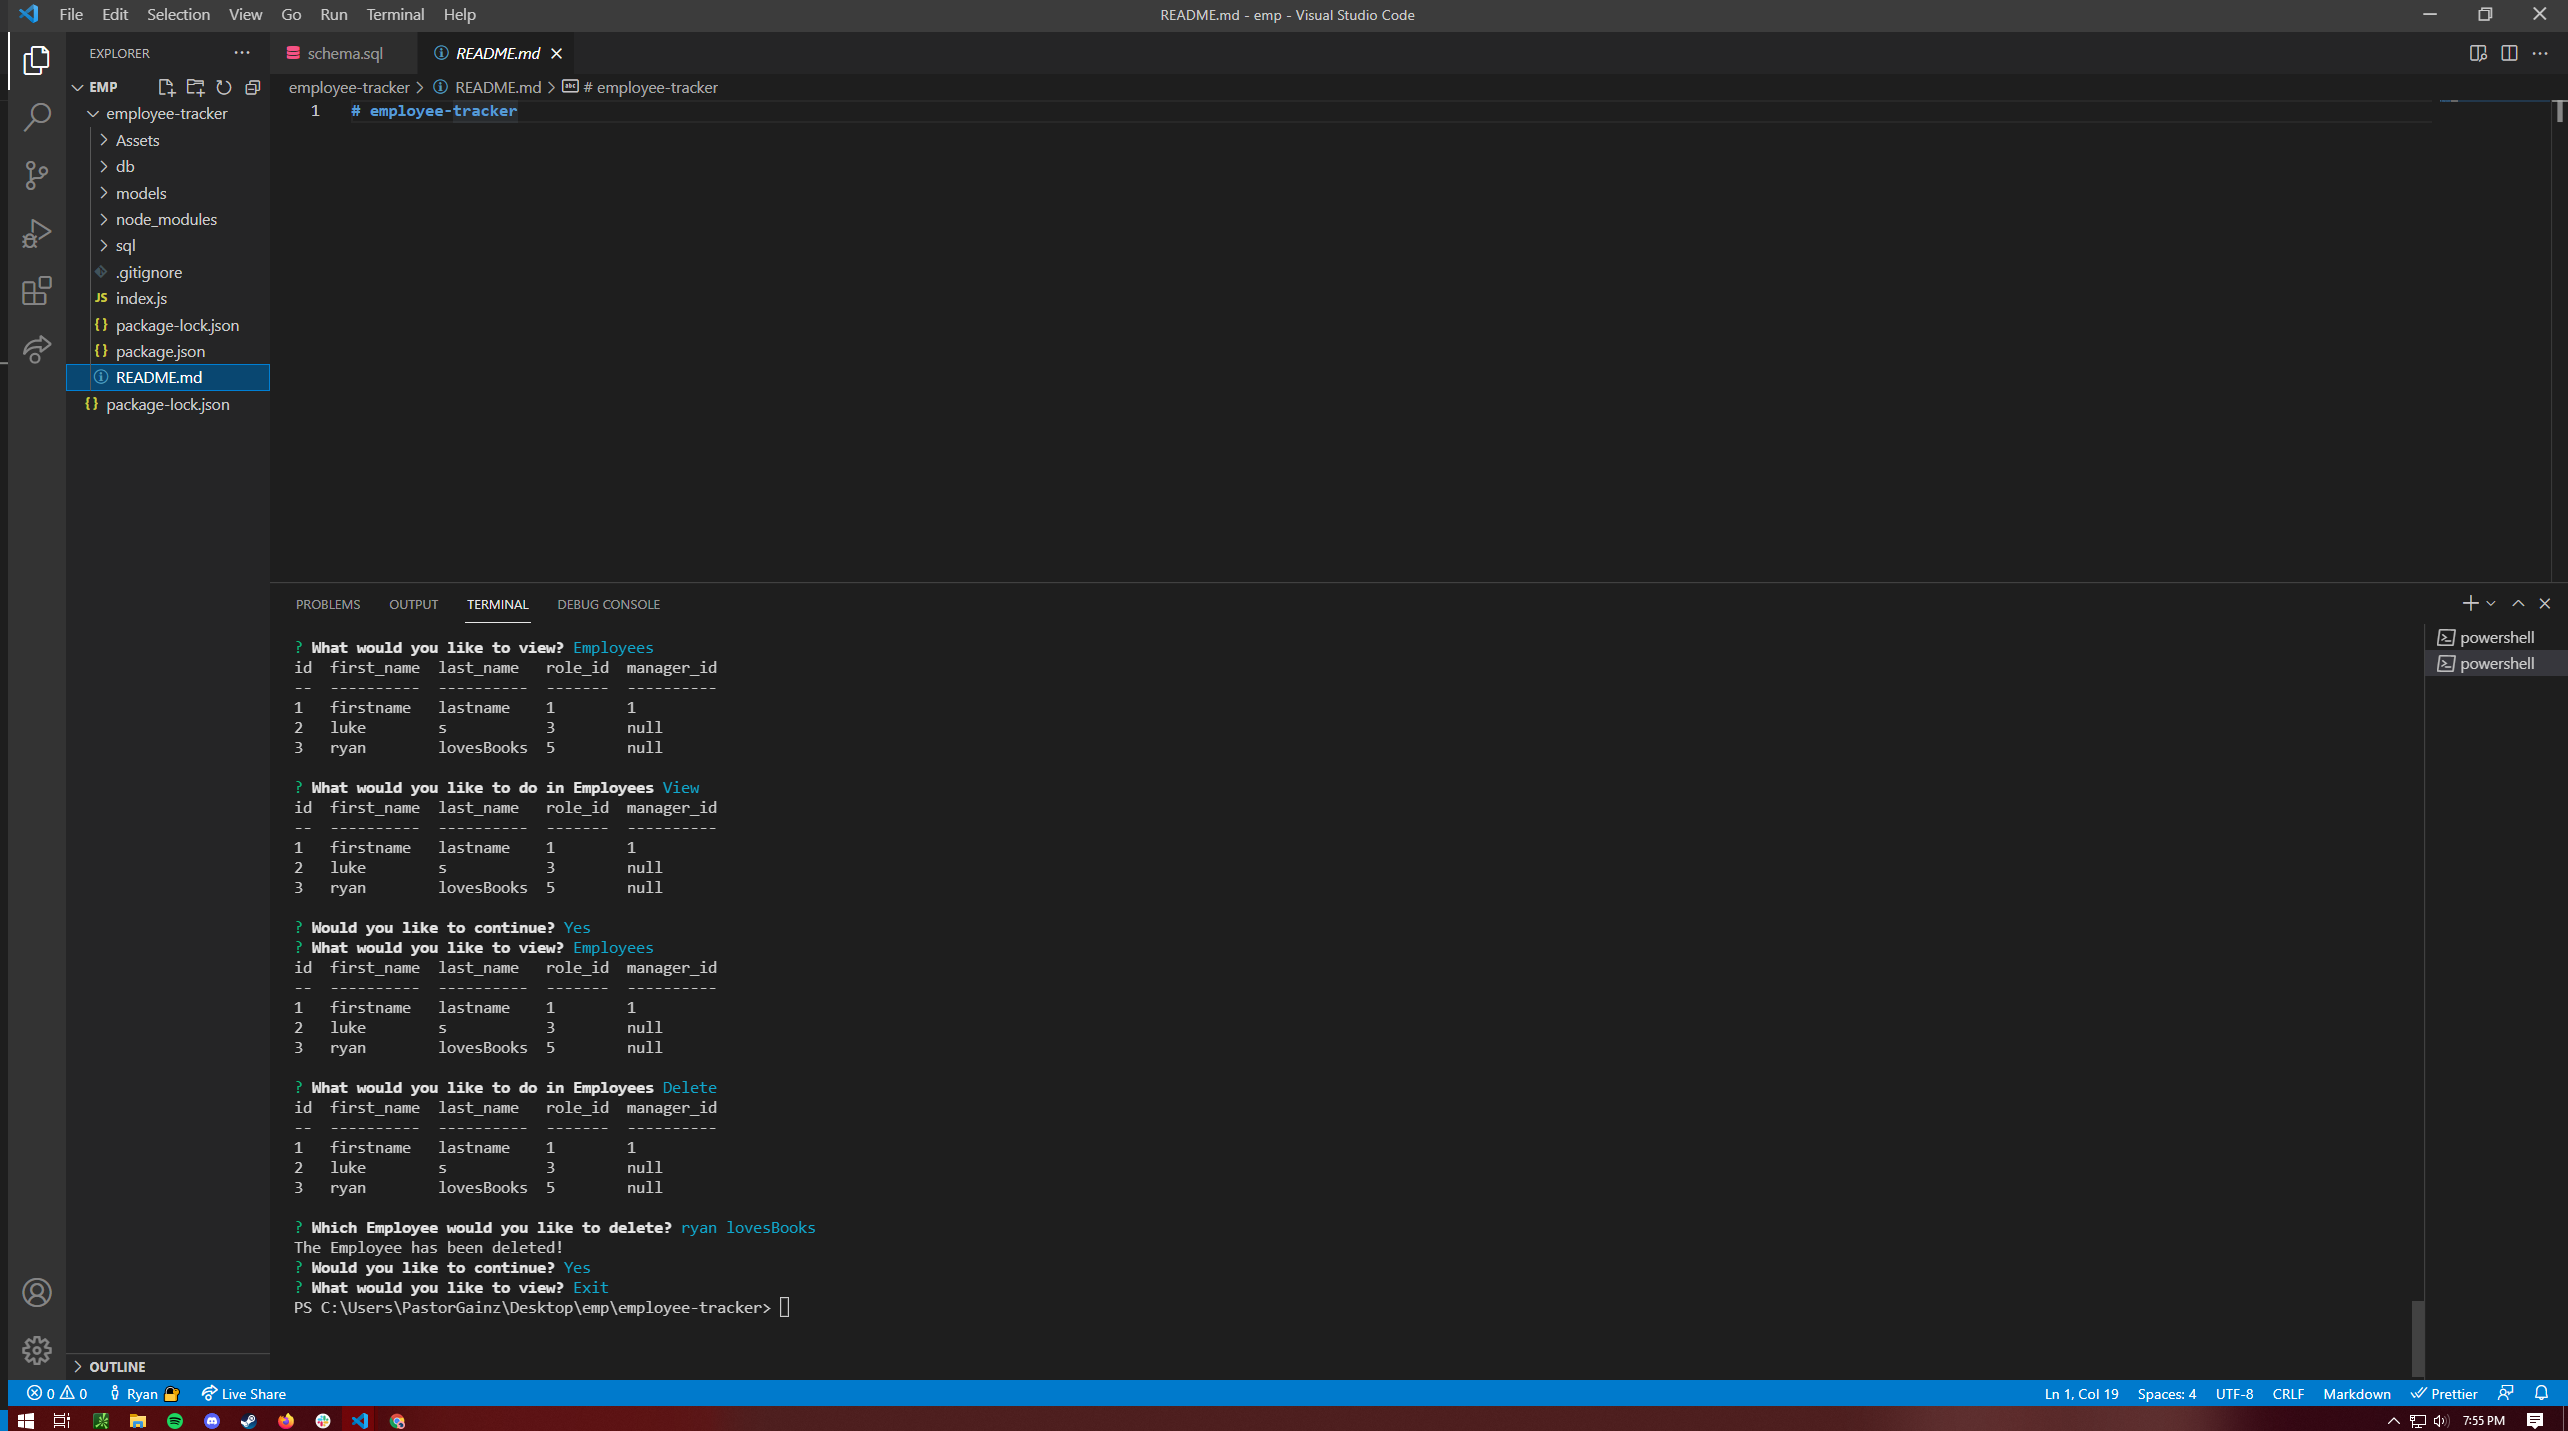 File Edit Selection View Go Run Terminal Help
README.md - emp - Visual Studio Code
EXPLORER
EMP
employee-tracker
Assets
db
models
node_modules
sql
.gitignore
JS index.js
{} package-lock.json
{} package.json
README.md
{} package-lock.json
OUTLINE
schema.sql
README.md
employee-tracker > README.md > # employee-tracker
1 # employee-tracker
PROBLEMS OUTPUT TERMINAL DEBUG CONSOLE
powershell
powershell
? What would you like to view? Employees
id first_name last_name role_id manager_id
-- ---------- ---------- ------- ----------
1 firstname lastname 1 1
2 luke s 3 null
3 ryan lovesBooks 5 null
? What would you like to do in Employees View
id first_name last_name role_id manager_id
-- ---------- ---------- ------- ----------
1 firstname lastname 1 1
2 luke s 3 null
3 ryan lovesBooks 5 null
? Would you like to continue? Yes
? What would you like to view? Employees
id first_name last_name role_id manager_id
-- ---------- ---------- ------- ----------
1 firstname lastname 1 1
2 luke s 3 null
3 ryan lovesBooks 5 null
? What would you like to do in Employees Delete
id first_name last_name role_id manager_id
-- ---------- ---------- ------- ----------
1 firstname lastname 1 1
2 luke s 3 null
3 ryan lovesBooks 5 null
? Which Employee would you like to delete? ryan lovesBooks
The Employee has been deleted!
? Would you like to continue? Yes
? What would you like to view? Exit
PS C:\Users\PastorGainz\Desktop\emp\employee-tracker>
0 0 Ryan Live Share
Ln 1, Col 19 Spaces: 4 UTF-8 CRLF Markdown Prettier
7:55 PM